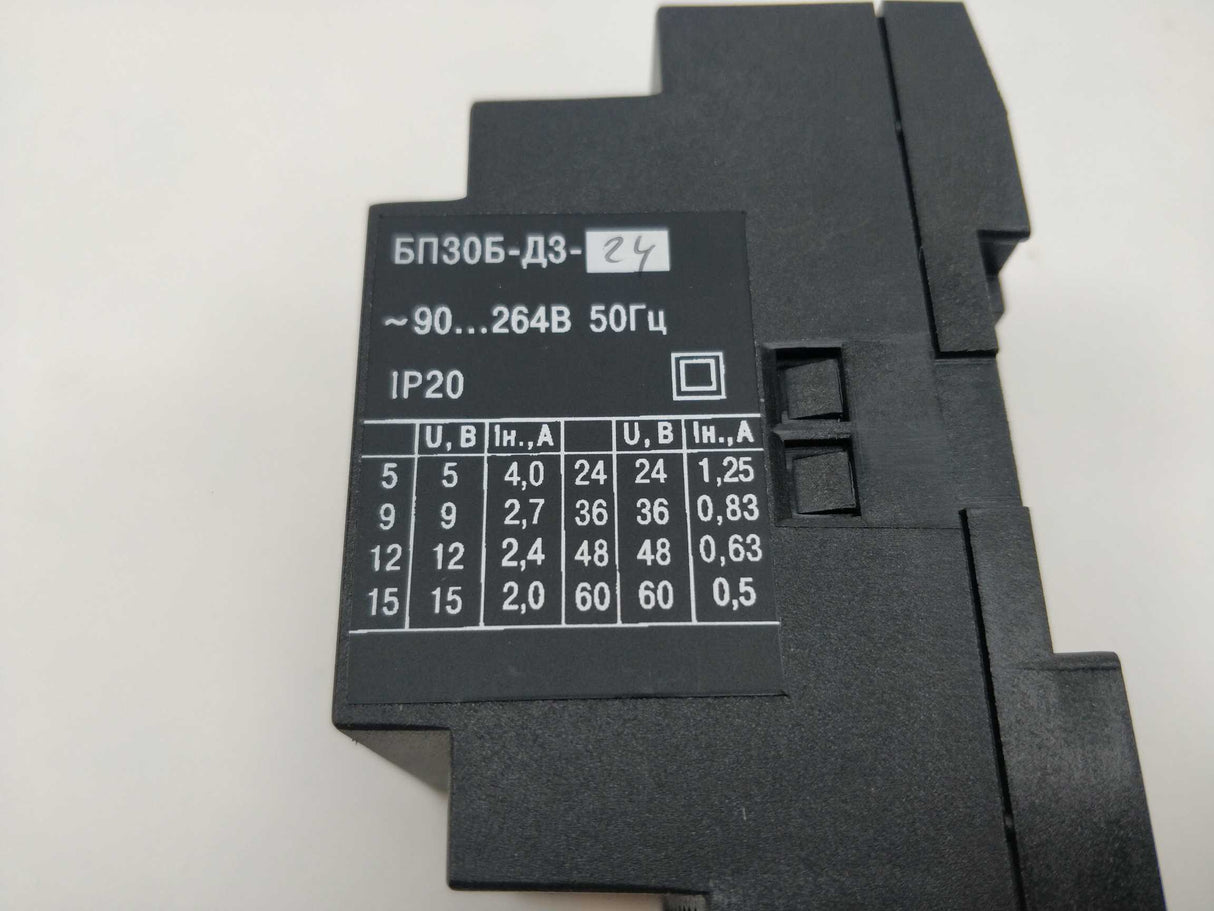 БП30Б-Д3-24
~90...264В 50Гц
IP20
U, В Iн.,А U, В Iн.,А
5 5 4,0 24 24 1,25
9 9 2,7 36 36 0,83
12 12 2,4 48 48 0,63
15 15 2,0 60 60 0,5